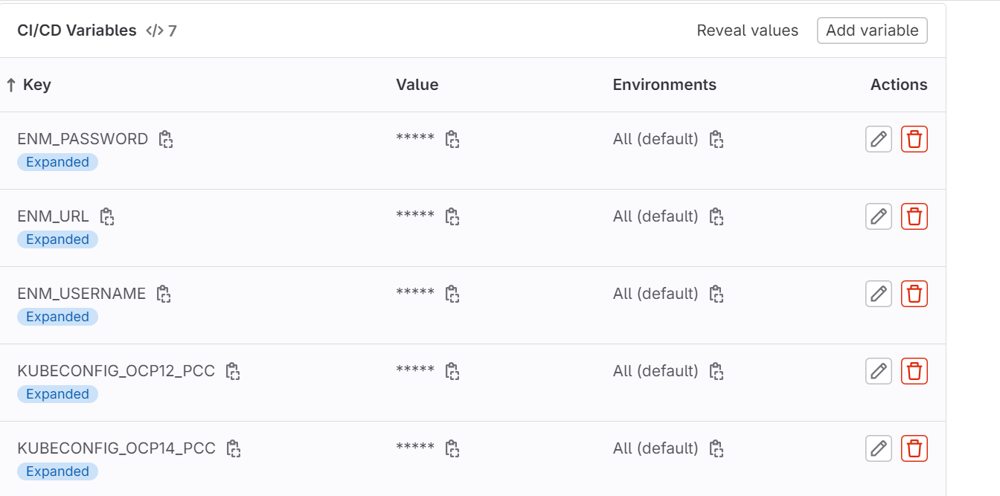 CI/CD Variables </> 7 Reveal values Add variable
↑ Key Value Environments Actions
ENM_PASSWORD ***** All (default)
Expanded
ENM_URL ***** All (default)
Expanded
ENM_USERNAME ***** All (default)
Expanded
KUBECONFIG_OCP12_PCC ***** All (default)
Expanded
KUBECONFIG_OCP14_PCC ***** All (default)
Expanded